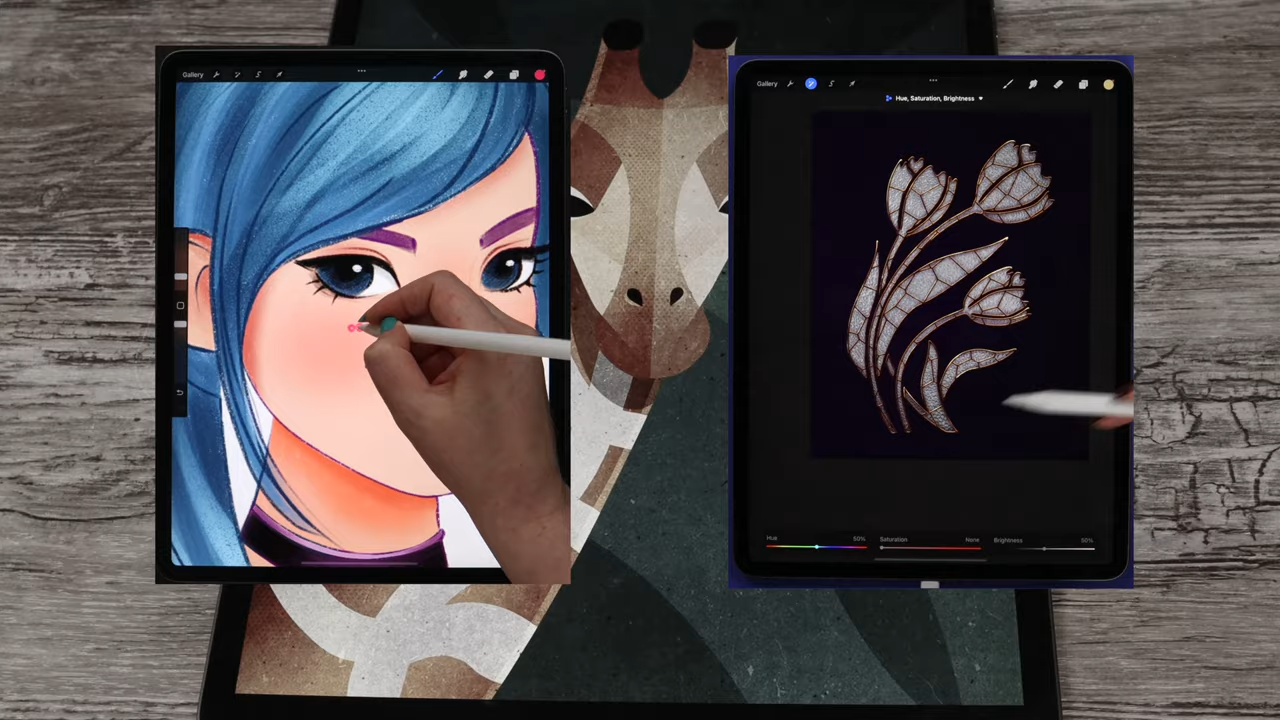 Gallery
Gallery
Hue, Saturation, Brightness
Hue 50%
Saturation None
Brightness 50%